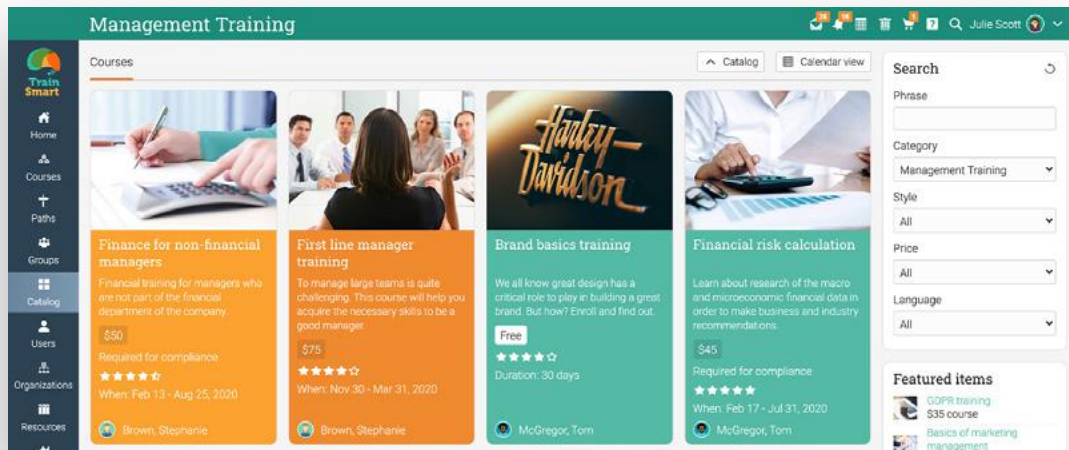 Management Training
26
16
1
?
Julie Scott
Train
Smart
Home
Courses
Paths
Groups
Catalog
Users
Organizations
Resources
Courses
Catalog
Calendar view
Finance for non-financial
managers
Financial training for managers who
are not part of the financial
department of the company.
$50
Required for compliance
When: Feb 13 - Aug 25, 2020
Brown, Stephanie
First line manager
training
To manage large teams is quite
challenging. This course will help you
acquire the necessary skills to be a
good manager.
$75
When: Nov 30 - Mar 31, 2020
Brown, Stephanie
Harley-
Davidson
Brand basics training
We all know great design has a
critical role to play in building a great
brand. But how? Enroll and find out.
Free
Duration: 30 days
McGregor, Tom
Financial risk calculation
Learn about research of the macro
and microeconomic financial data in
order to make business and industry
recommendations.
$45
Required for compliance
When: Feb 17 - Jul 31, 2020
McGregor, Tom
Search
Phrase
Category
Management Training
Style
All
Price
All
Language
All
Featured items
GDPR training
$35 course
Basics of marketing
management